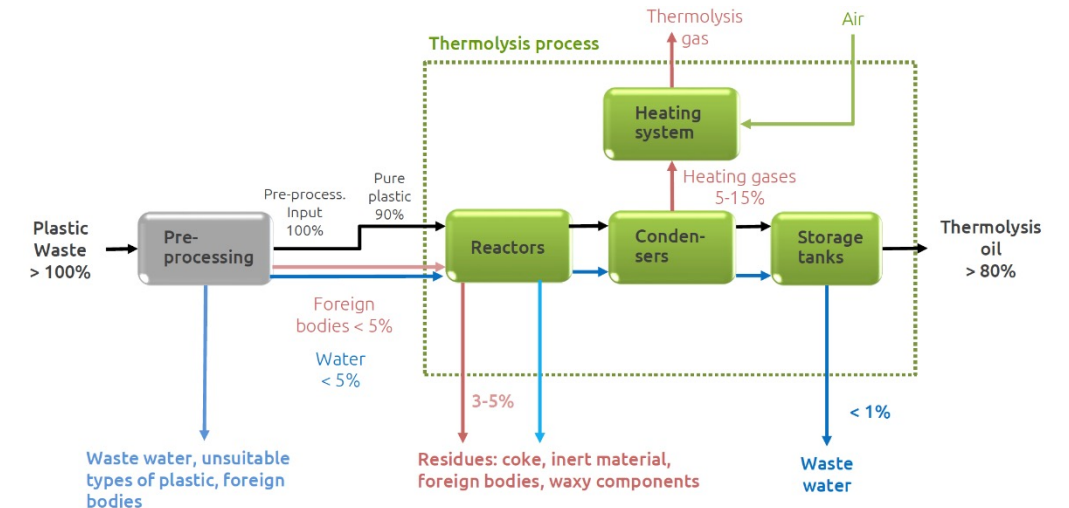 Thermolysis
gas
Air
Thermolysis process
Heating
system
Pure
plastic
90%
Pre-process.
Input
100%
Heating gases
5-15%
Plastic
Waste
> 100%
Pre-
processing
Reactors
Conden-
sers
Storage
tanks
Thermolysis
oil
> 80%
Foreign
bodies < 5%
Water
< 5%
3-5%
< 1%
Waste water, unsuitable
types of plastic, foreign
bodies
Residues: coke, inert material,
foreign bodies, waxy components
Waste
water